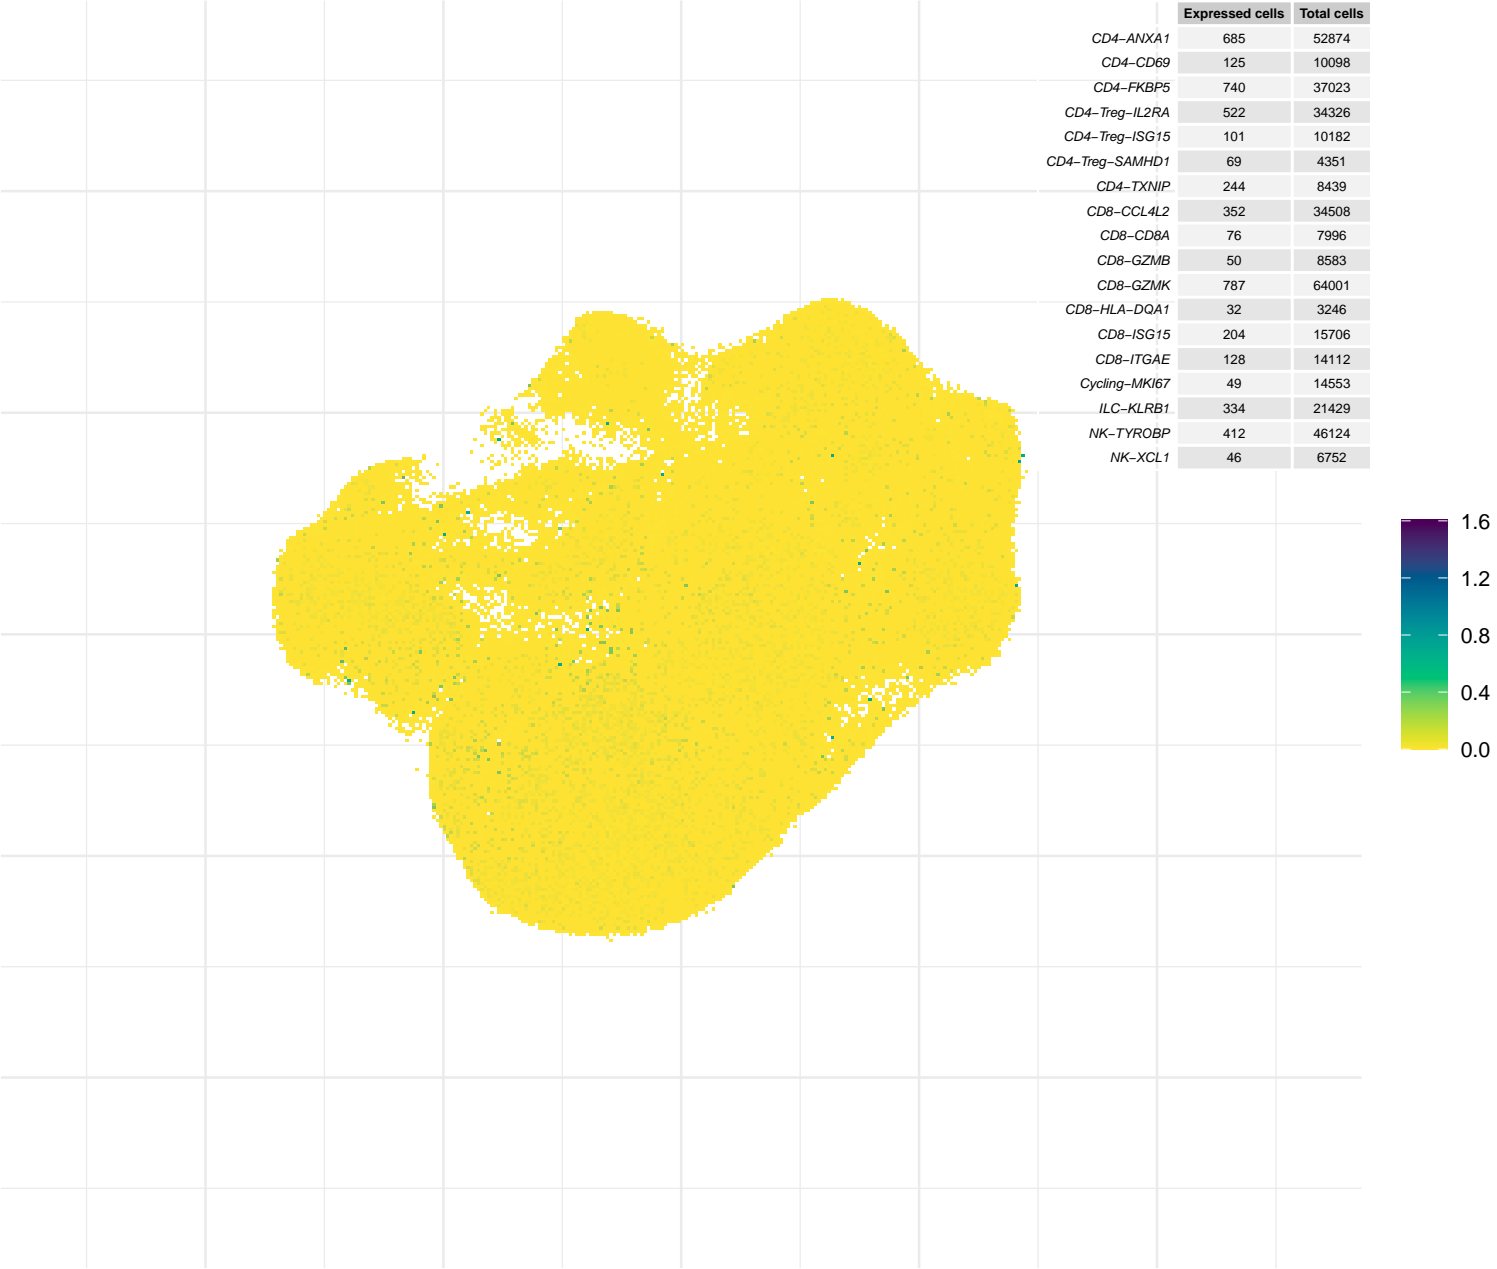 Expressed cells Total cells
CD4−ANXA1 685 52874
CD4−CD69 125 10098
CD4−FKBP5 740 37023
CD4−Treg−IL2RA 522 34326
CD4−Treg−ISG15 101 10182
CD4−Treg−SAMHD1 69 4351
CD4−TXNIP 244 8439
CD8−CCL4L2 352 34508
CD8−CD8A 76 7996
CD8−GZMB 50 8583
CD8−GZMK 787 64001
CD8−HLA−DQA1 32 3246
CD8−ISG15 204 15706
CD8−ITGAE 128 14112
Cycling−MKI67 49 14553
ILC−KLRB1 334 21429
NK−TYROBP 412 46124
NK−XCL1 46 6752
1.6
1.2
0.8
0.4
0.0